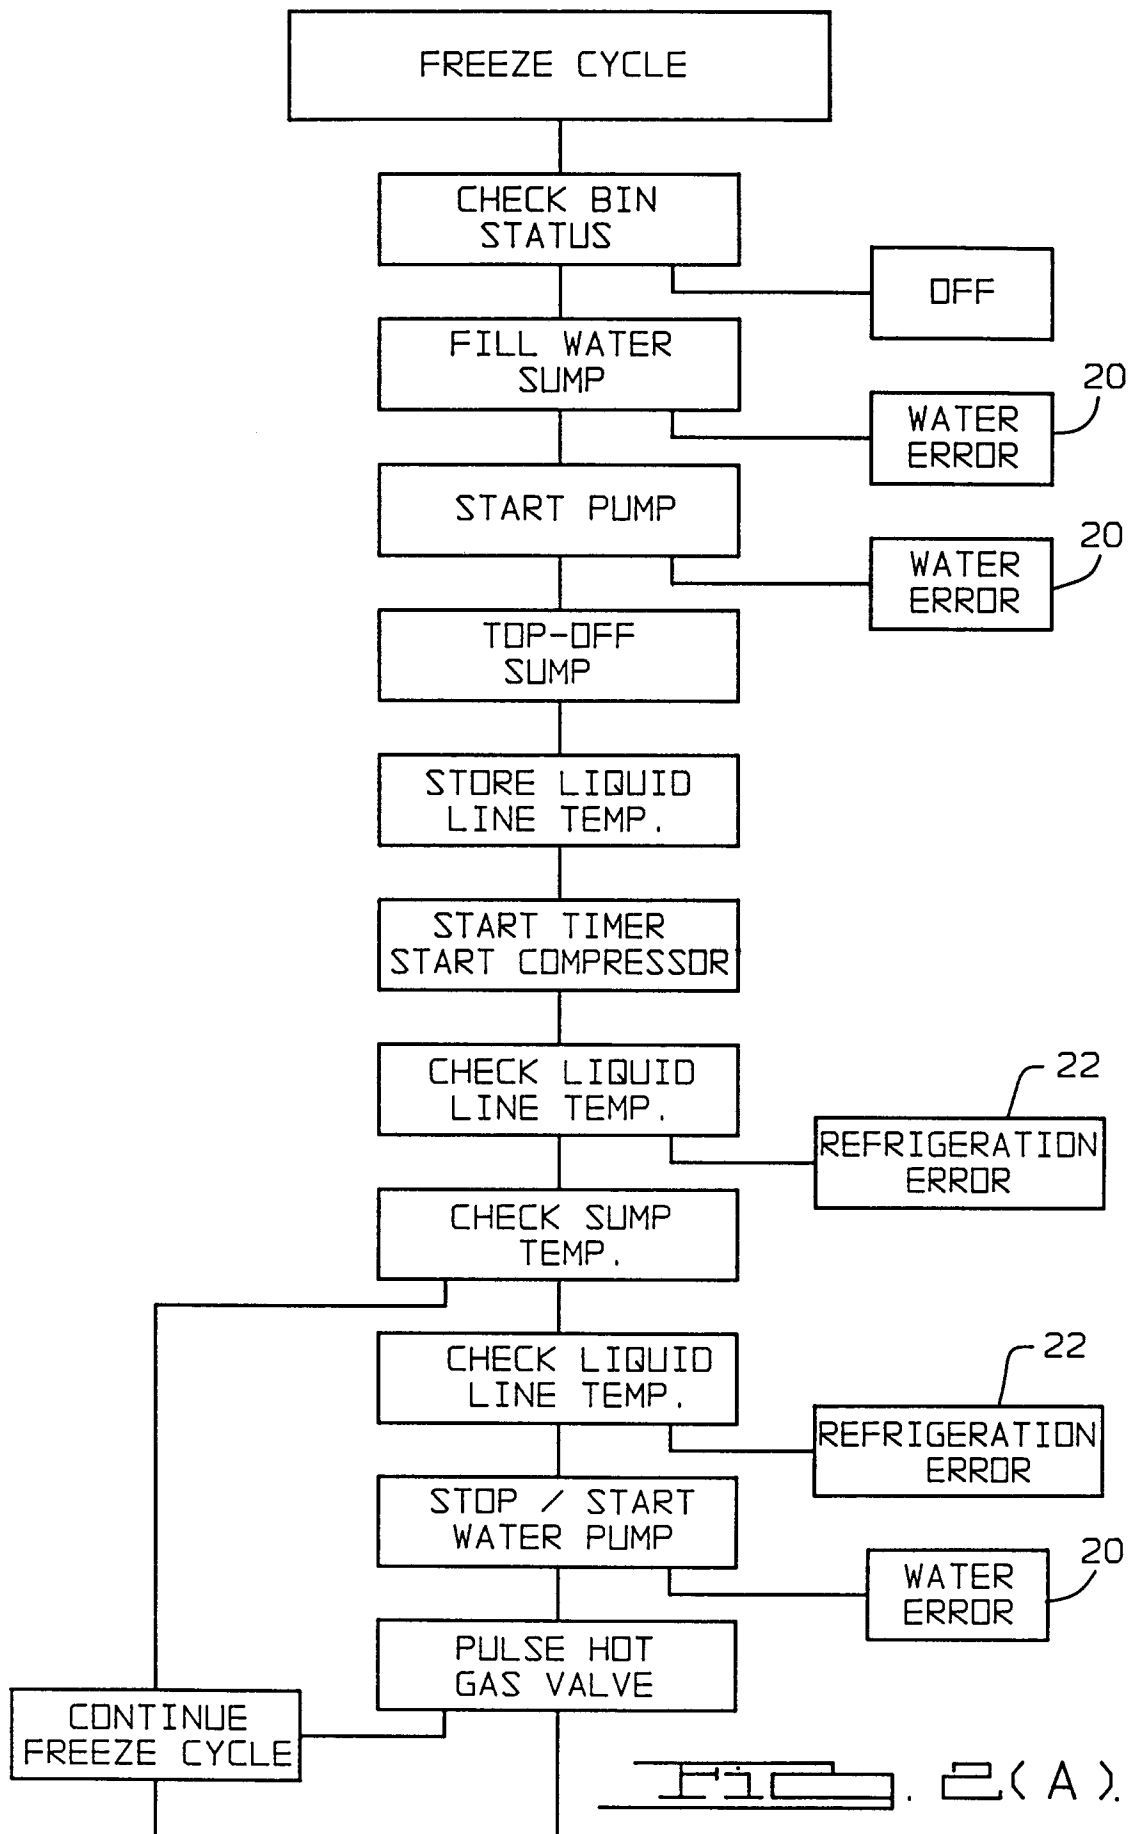 FREEZE CYCLE
CHECK BIN
STATUS
OFF
FILL WATER
SUMP
20
WATER
ERROR
START PUMP
20
WATER
ERROR
TOP-OFF
SUMP
STORE LIQUID
LINE TEMP.
START TIMER
START COMPRESSOR
CHECK LIQUID
LINE TEMP.
22
REFRIGERATION
ERROR
CHECK SUMP
TEMP.
CHECK LIQUID
LINE TEMP.
22
REFRIGERATION
ERROR
STOP / START
WATER PUMP
20
WATER
ERROR
PULSE HOT
GAS VALVE
CONTINUE
FREEZE CYCLE
FIG. 2(A).